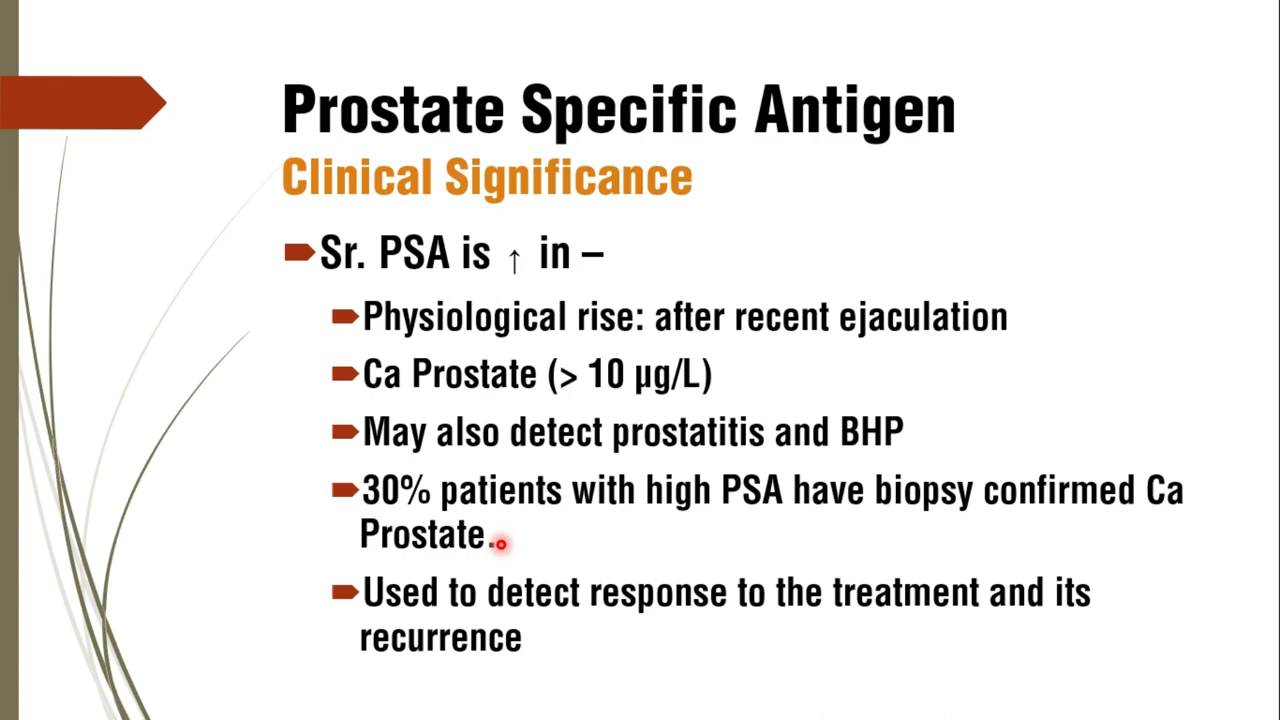 Prostate Specific Antigen
Clinical Significance
Sr. PSA is ↑ in –
Physiological rise: after recent ejaculation
Ca Prostate (> 10 µg/L)
May also detect prostatitis and BHP
30% patients with high PSA have biopsy confirmed Ca
Prostate.
Used to detect response to the treatment and its
recurrence